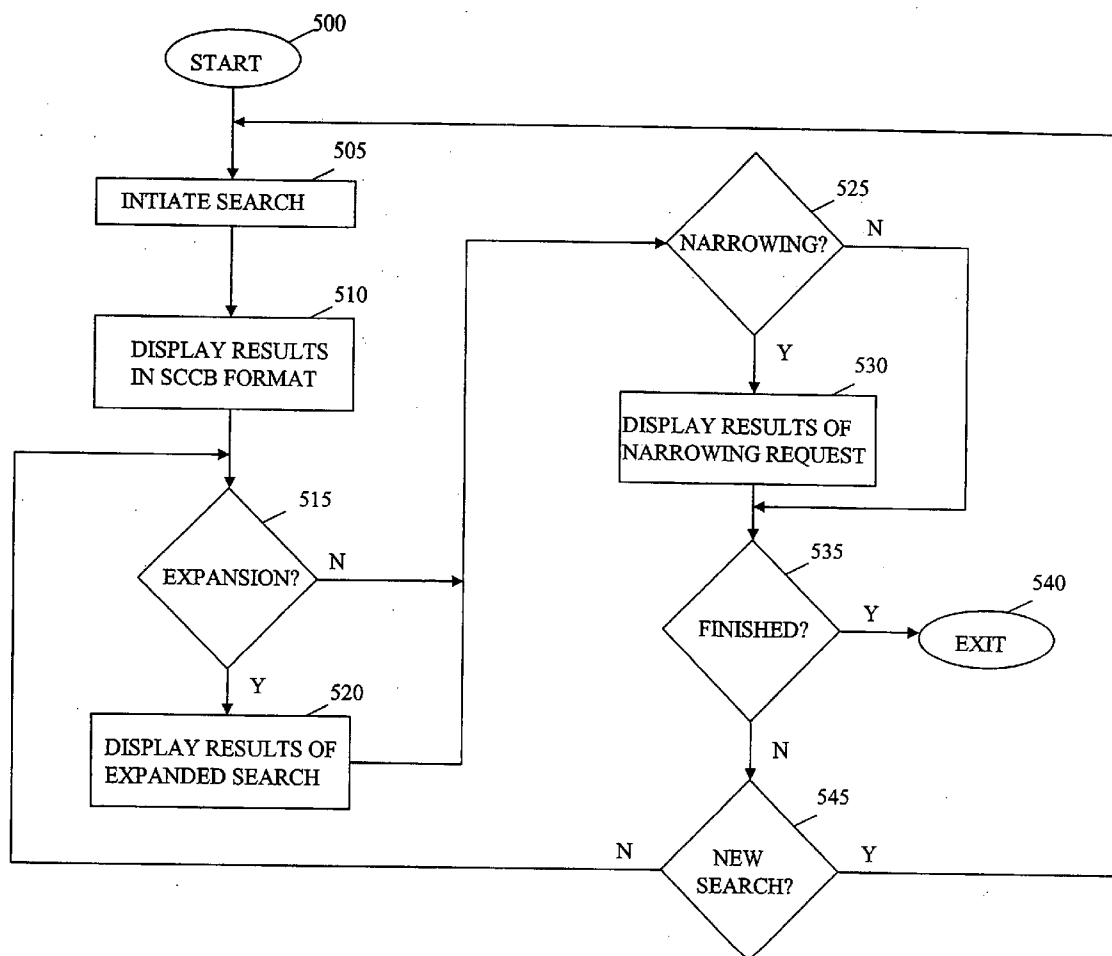 500
START
505
INTIATE SEARCH
510
DISPLAY RESULTS
IN SCCB FORMAT
515
EXPANSION?
N
Y
520
DISPLAY RESULTS OF
EXPANDED SEARCH
525
NARROWING?
N
Y
530
DISPLAY RESULTS OF
NARROWING REQUEST
535
FINISHED?
Y
540
EXIT
N
545
NEW
SEARCH?
N
Y